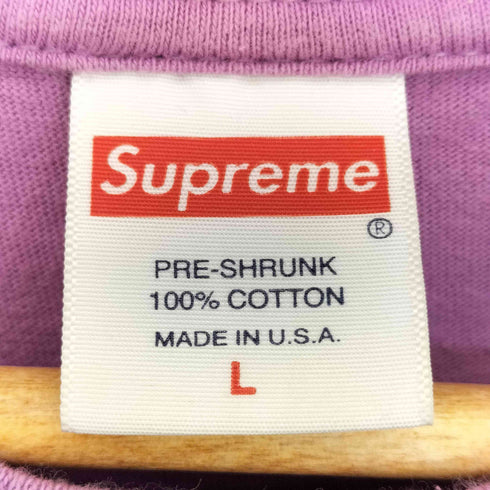 Supreme
®
PRE-SHRUNK
100% COTTON
MADE IN U.S.A.
L